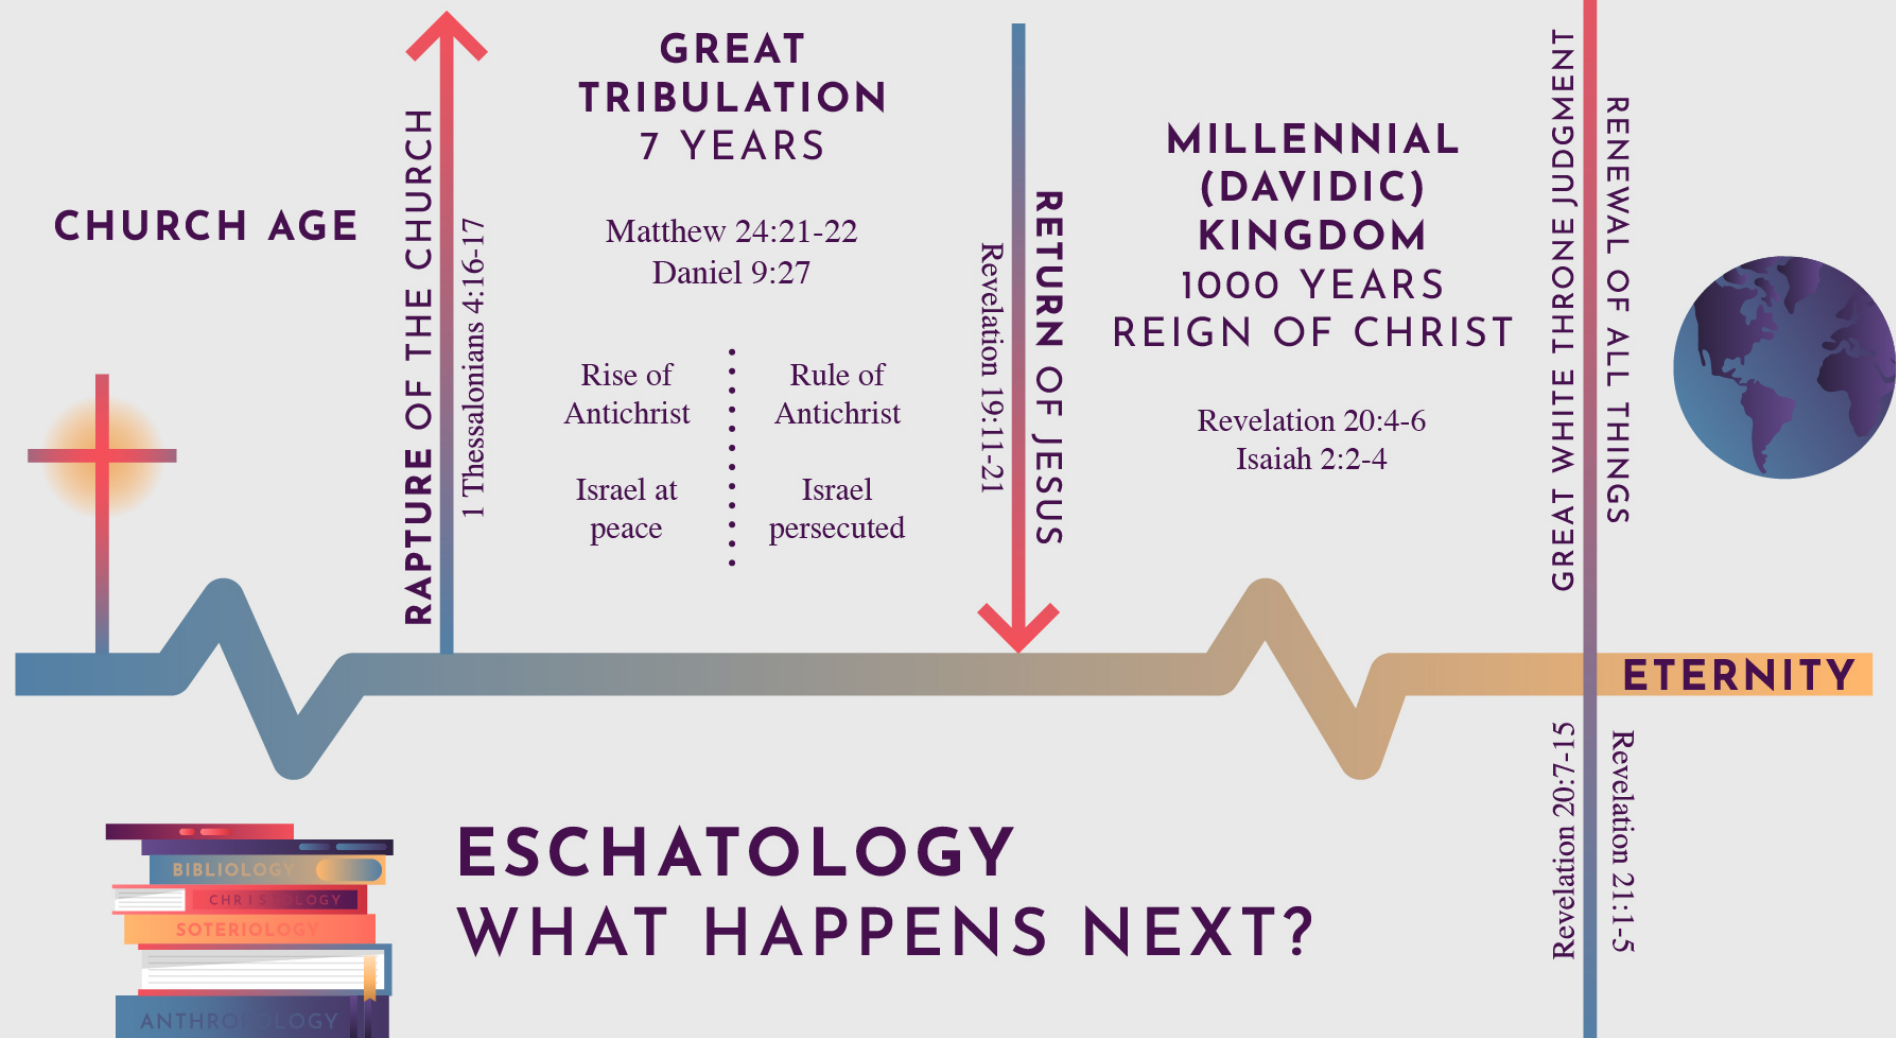 CHURCH AGE
RAPTURE OF THE CHURCH
1 Thessalonians 4:16-17
GREAT
TRIBULATION
7 YEARS
Matthew 24:21-22
Daniel 9:27
Rise of
Antichrist
Israel at
peace
Rule of
Antichrist
Israel
persecuted
Revelation 19:11-21
RETURN OF JESUS
MILLENNIAL
(DAVIDIC)
KINGDOM
1000 YEARS
REIGN OF CHRIST
Revelation 20:4-6
Isaiah 2:2-4
GREAT WHITE THRONE JUDGMENT
RENEWAL OF ALL THINGS
ETERNITY
Revelation 20:7-15
Revelation 21:1-5
ESCHATOLOGY
WHAT HAPPENS NEXT?
BIBLIOLOGY
CHRISTOLOGY
SOTERIOLOGY
ANTHROPOLOGY